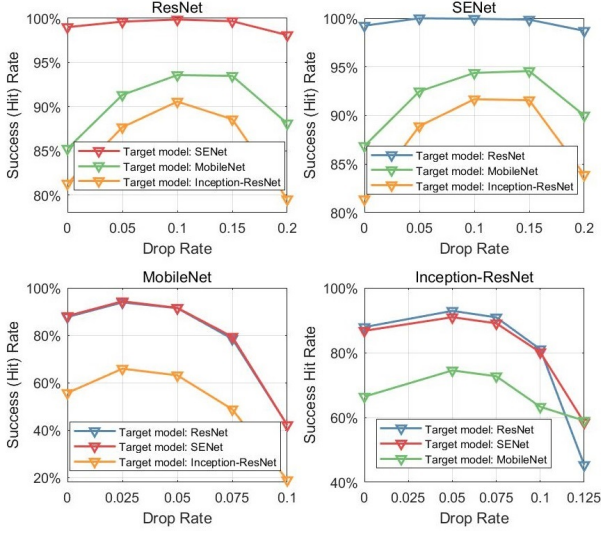 ResNet
Success (Hit) Rate
100%
95%
90%
85%
80%
Target model: SENet
Target model: MobileNet
Target model: Inception-ResNet
0 0.05 0.1 0.15 0.2
Drop Rate
SENet
Success (Hit) Rate
100%
95%
90%
85%
80%
Target model: ResNet
Target model: MobileNet
Target model: Inception-ResNet
0 0.05 0.1 0.15 0.2
Drop Rate
MobileNet
Success (Hit) Rate
100%
80%
60%
40%
20%
Target model: ResNet
Target model: SENet
Target model: Inception-ResNet
0 0.025 0.05 0.075 0.1
Drop Rate
Inception-ResNet
Success Hit Rate
100%
80%
60%
40%
Target model: ResNet
Target model: SENet
Target model: MobileNet
0 0.025 0.05 0.075 0.1 0.125
Drop Rate